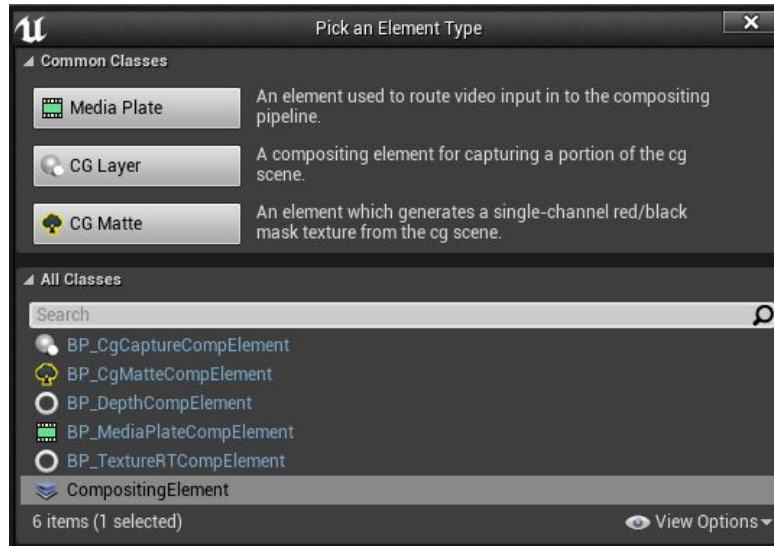 Pick an Element Type
Common Classes
Media Plate
An element used to route video input in to the compositing
pipeline.
CG Layer
A compositing element for capturing a portion of the cg
scene.
CG Matte
An element which generates a single-channel red/black
mask texture from the cg scene.
All Classes
Search
BP_CgCaptureCompElement
BP_CgMatteCompElement
BP_DepthCompElement
BP_MediaPlateCompElement
BP_TextureRTCompElement
CompositingElement
6 items (1 selected)
View Options